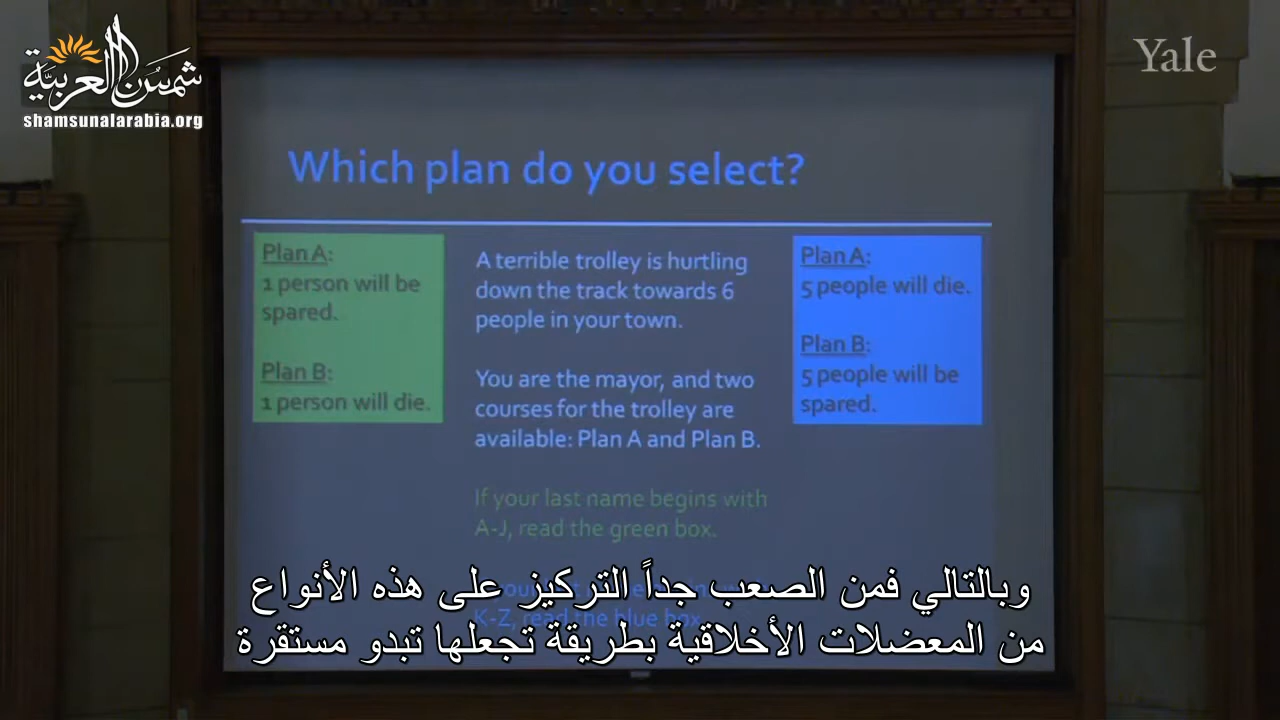 شمس العربية
shamsunalarabia.org
Yale
Which plan do you select?
Plan A:
1 person will be
spared.
Plan B:
1 person will die.
A terrible trolley is hurtling
down the track towards 6
people in your town.
You are the mayor, and two
courses for the trolley are
available: Plan A and Plan B.
If your last name begins with
A-J, read the green box.
K-Z, read the blue box.
Plan A:
5 people will die.
Plan B:
5 people will be
spared.
وبالتالي فمن الصعب جداً التركيز على هذه الأنواع
من المعضلات الأخلاقية بطريقة تجعلها تبدو مستقرة